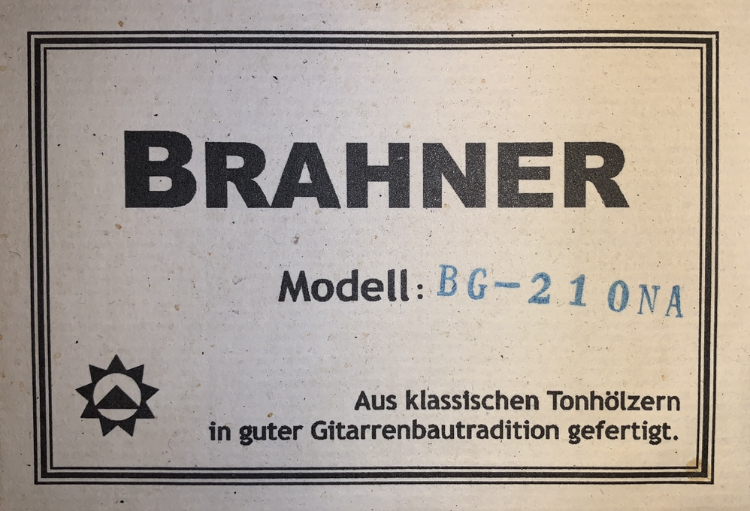 BRAHNER
Modell: BG-210NA
Aus klassischen Tonhölzern
in guter Gitarrenbautradition gefertigt.